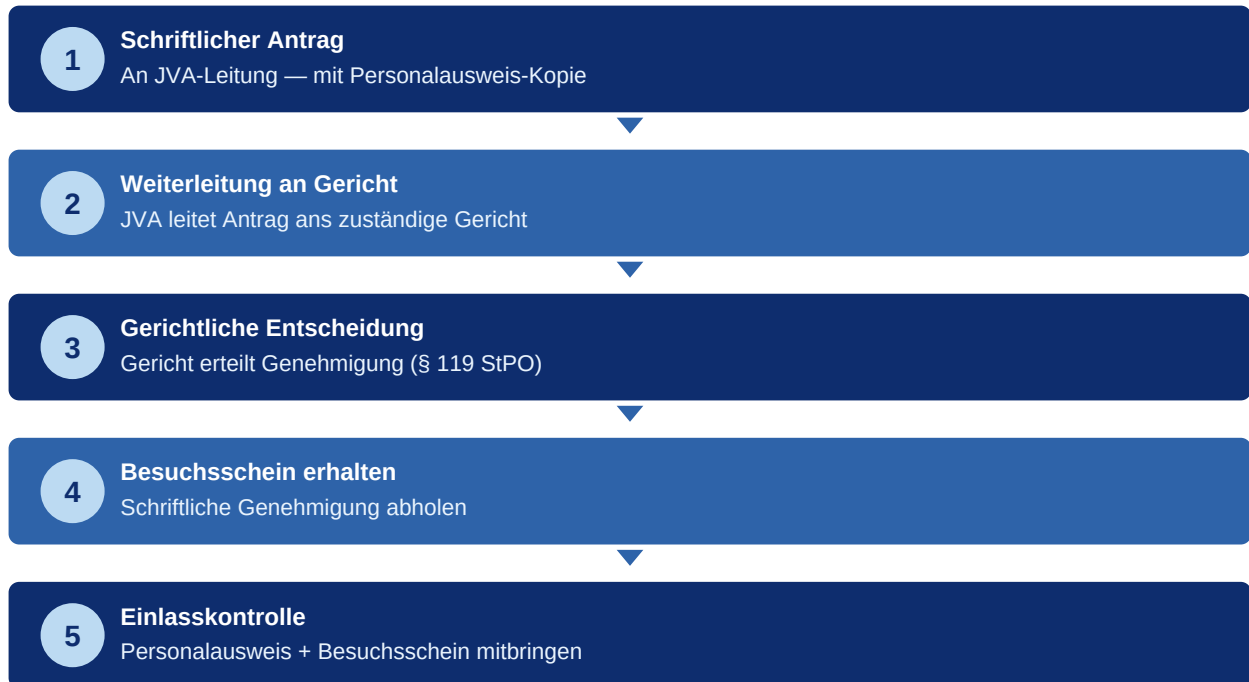 1
Schriftlicher Antrag
An JVA-Leitung — mit Personalausweis-Kopie
2
Weiterleitung an Gericht
JVA leitet Antrag ans zuständige Gericht
3
Gerichtliche Entscheidung
Gericht erteilt Genehmigung (§ 119 StPO)
4
Besuchsschein erhalten
Schriftliche Genehmigung abholen
5
Einlasskontrolle
Personalausweis + Besuchsschein mitbringen